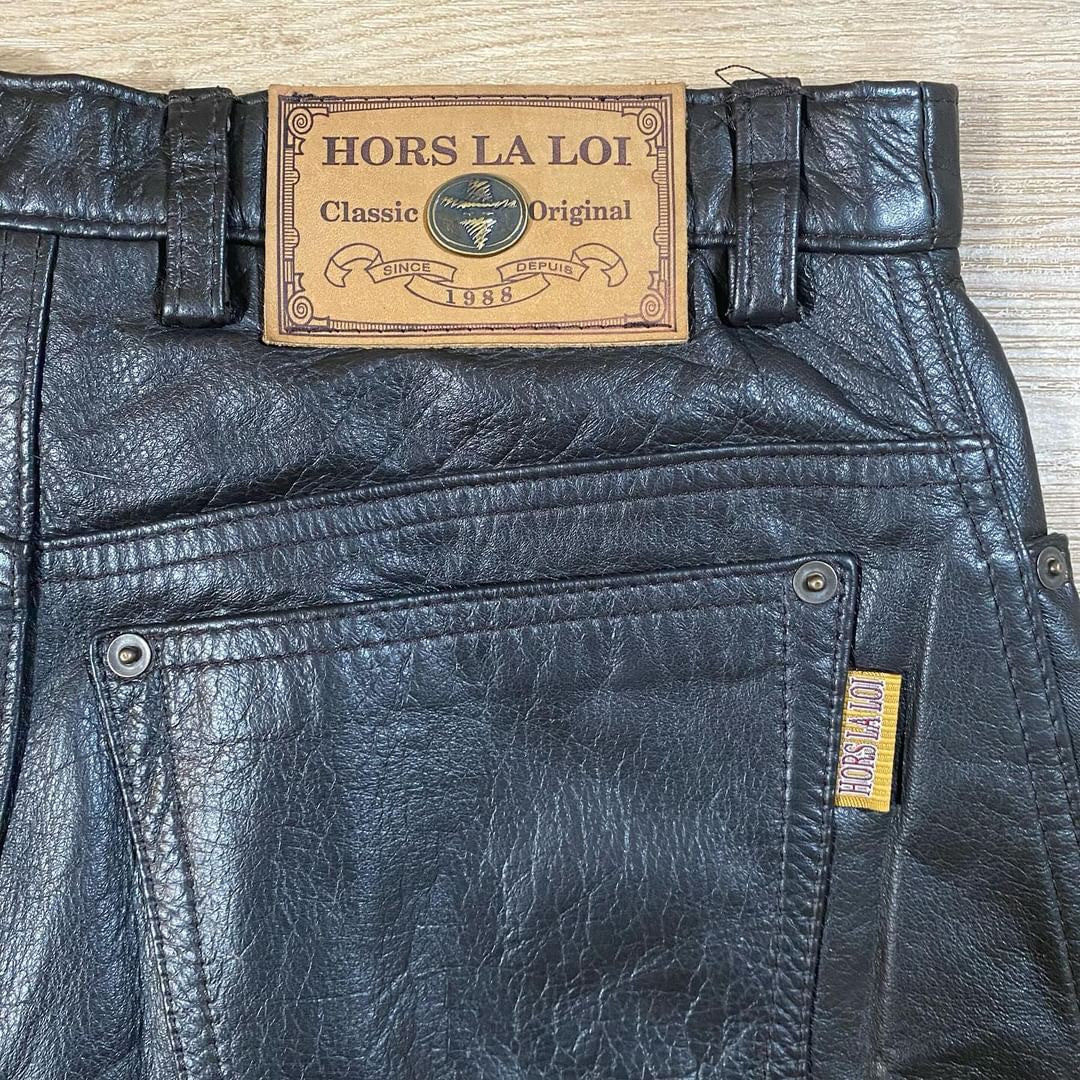 HORS LA LOI
Classic Original
SINCE DEPUIS
1988
HORS LA LOI